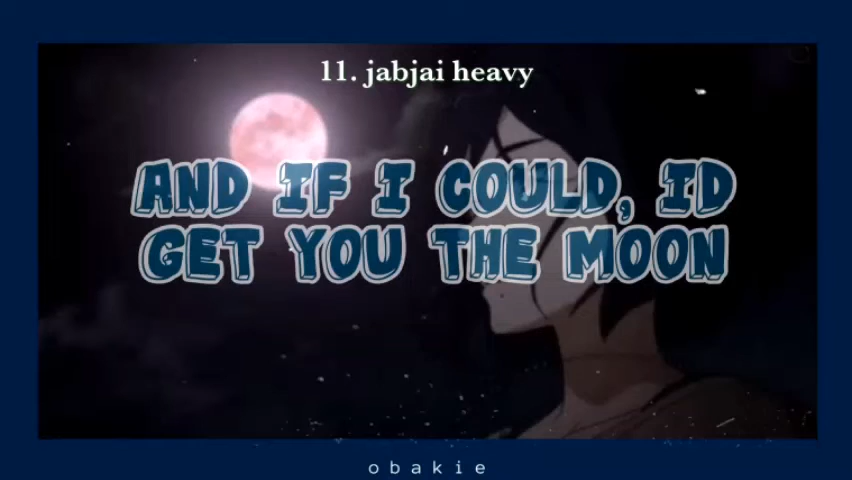 11. jabjai heavy
AND IF I COULD, ID
GET YOU THE MOON
obakie